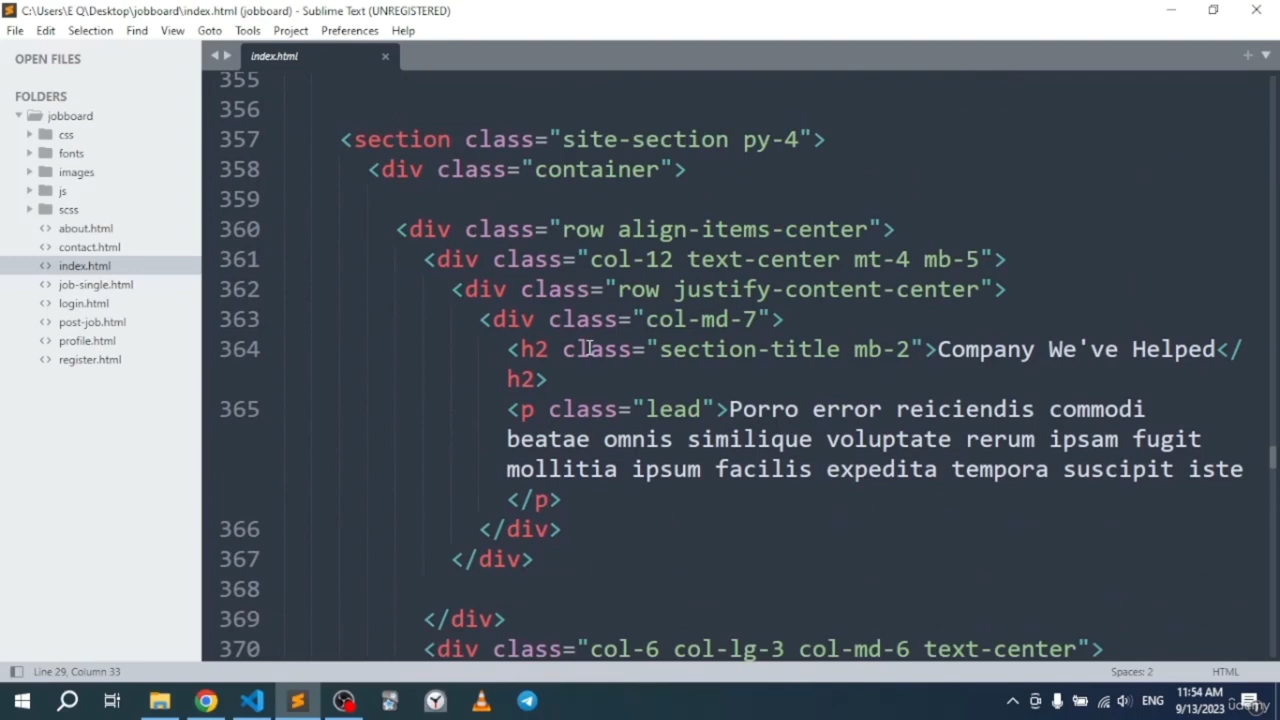 C:\Users\E Q\Desktop\jobboard\index.html (jobboard) - Sublime Text (UNREGISTERED)
File Edit Selection Find View Goto Tools Project Preferences Help
OPEN FILES
FOLDERS
jobboard
css
fonts
images
js
scss
about.html
contact.html
index.html
job-single.html
login.html
post-job.html
profile.html
register.html
index.html
355
356
357 <section class="site-section py-4">
358 <div class="container">
359
360 <div class="row align-items-center">
361 <div class="col-12 text-center mt-4 mb-5">
362 <div class="row justify-content-center">
363 <div class="col-md-7">
364 <h2 class="section-title mb-2">Company We've Helped</
h2>
365 <p class="lead">Porro error reiciendis commodi
beatae omnis similique voluptate rerum ipsam fugit
mollitia ipsum facilis expedita tempora suscipit iste
</p>
366 </div>
367 </div>
368
369 </div>
370 <div class="col-6 col-lg-3 col-md-6 text-center">
Line 29, Column 33
Spaces: 2
HTML
ENG
11:54 AM
9/13/2023
udemy